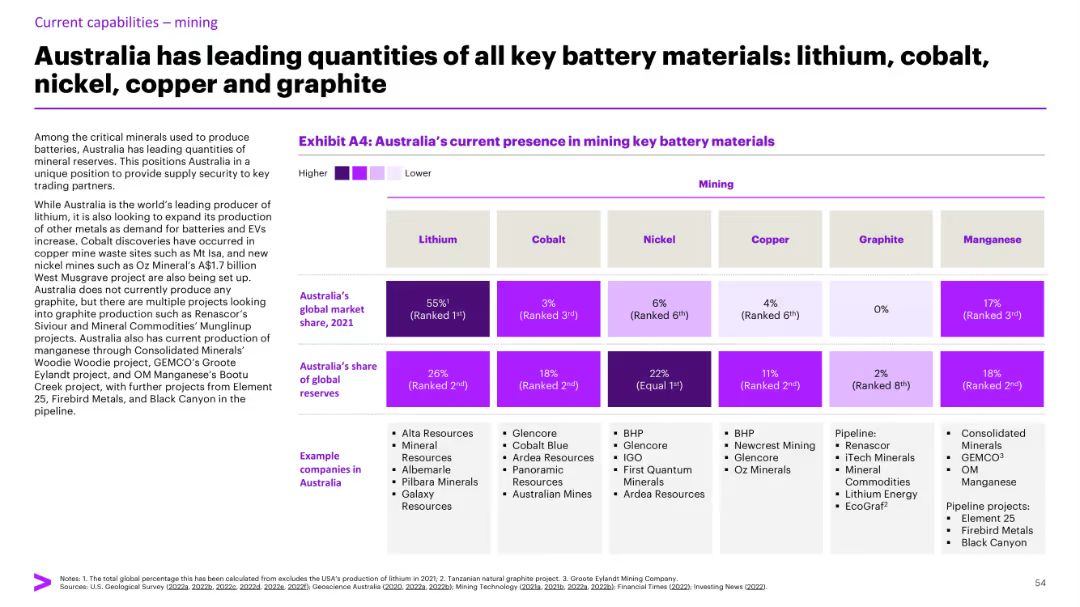 Current capabilities – mining
Australia has leading quantities of all key battery materials: lithium, cobalt,
nickel, copper and graphite
Among the critical minerals used to produce
batteries, Australia has leading quantities of
mineral reserves. This positions Australia in a
unique position to provide supply security to key
trading partners.
While Australia is the world's leading producer of
lithium, it is also looking to expand its production
of other metals as demand for batteries and EVs
increase. Cobalt discoveries have occurred in
copper mine waste sites such as Mt Isa, and new
nickel mines such as Oz Mineral's A$1.7 billion
West Musgrave project are also being set up.
Australia does not currently produce any
graphite, but there are multiple projects looking
into graphite production such as Renascor's
Siviour and Mineral Commodities' Munglinup
projects. Australia also has current production of
manganese through Consolidated Minerals'
Woodie Woodie project, GEMCO's Groote
Eylandt project, and OM Manganese's Bootu
Creek project, with further projects from Element
25, Firebird Metals, and Black Canyon in the
pipeline.
Exhibit A4: Australia's current presence in mining key battery materials
Higher Lower
Mining
Lithium Cobalt Nickel Copper Graphite Manganese
Australia's
global market
share, 2021
55%¹
(Ranked 1st)
3%
(Ranked 3rd)
6%
(Ranked 6th)
4%
(Ranked 6th)
0%
17%
(Ranked 3rd)
Australia's share
of global
reserves
26%
(Ranked 2nd)
18%
(Ranked 2nd)
22%
(Equal 1st)
11%
(Ranked 2nd)
2%
(Ranked 8th)
18%
(Ranked 2nd)
Example
companies in
Australia
▪ Alta Resources
▪ Mineral
Resources
▪ Albemarle
▪ Pilbara Minerals
▪ Galaxy
Resources
▪ Glencore
▪ Cobalt Blue
▪ Ardea Resources
▪ Panoramic
Resources
▪ Australian Mines
▪ BHP
▪ Glencore
▪ IGO
▪ First Quantum
Minerals
▪ Ardea Resources
▪ BHP
▪ Newcrest Mining
▪ Glencore
▪ Oz Minerals
Pipeline:
▪ Renascor
▪ iTech Minerals
▪ Mineral
Commodities
▪ Lithium Energy
▪ EcoGraf²
▪ Consolidated
Minerals
▪ GEMCO³
▪ OM
Manganese
Pipeline projects:
▪ Element 25
▪ Firebird Metals
▪ Black Canyon
Notes: 1. The total global percentage this has been calculated from excludes the USA's production of lithium in 2021; 2. Tanzanian natural graphite project. 3. Groote Eylandt Mining Company.
Sources: U.S. Geological Survey (2022a, 2022b, 2022c, 2022d, 2022e, 2022f); Geoscience Australia (2020, 2022a, 2022b); Mining Technology (2021a, 2021b, 2022a, 2022b); Financial Times (2022); Investing News (2022).
54